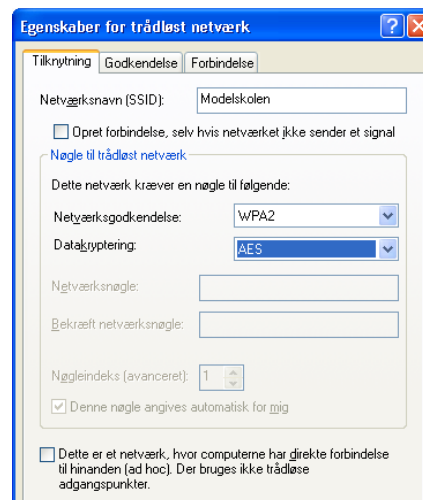 Egenskaber for trådløst netværk
Tilknytning Godkendelse Forbindelse
Netværksnavn (SSID): Modelskolen
Opret forbindelse, selv hvis netværket ikke sender et signal
Nøgle til trådløst netværk
Dette netværk kræver en nøgle til følgende:
Netværksgodkendelse: WPA2
Datakryptering: AES
Netværksnøgle:
Bekræft netværksnøgle:
Nøgleindeks (avanceret): 1
Denne nøgle angives automatisk for mig
Dette er et netværk, hvor computerne har direkte forbindelse
til hinanden (ad hoc). Der bruges ikke trådløse
adgangspunkter.